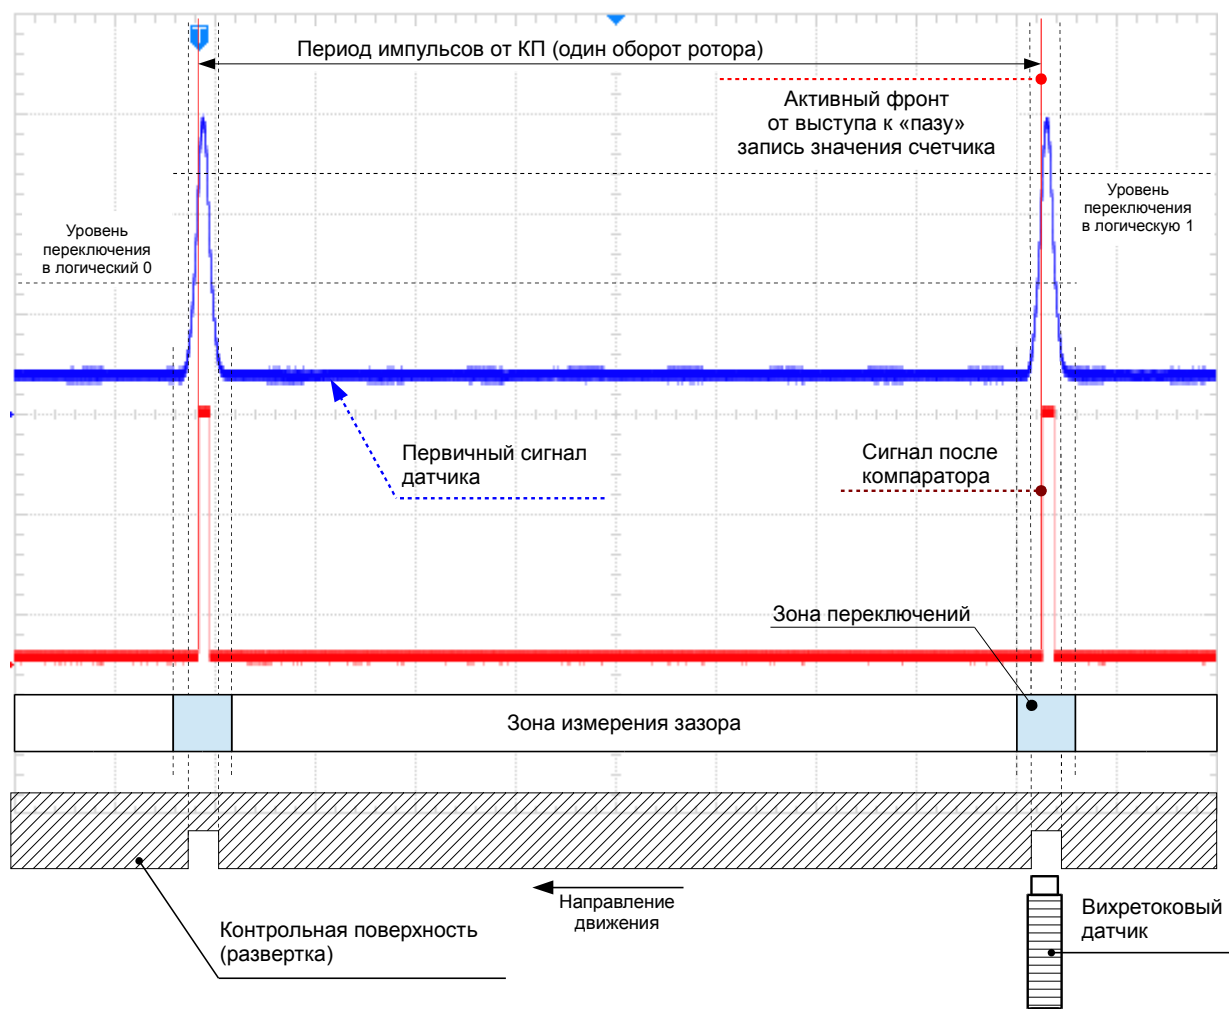 Период импульсов от КП (один оборот ротора)
Активный фронт
от выступа к «пазу»
запись значения счетчика
Уровень
переключения
в логическую 1
Уровень
переключения
в логический 0
Первичный сигнал
датчика
Сигнал после
компаратора
Зона переключений
Зона измерения зазора
Направление
движения
Контрольная поверхность
(развертка)
Вихретоковый
датчик